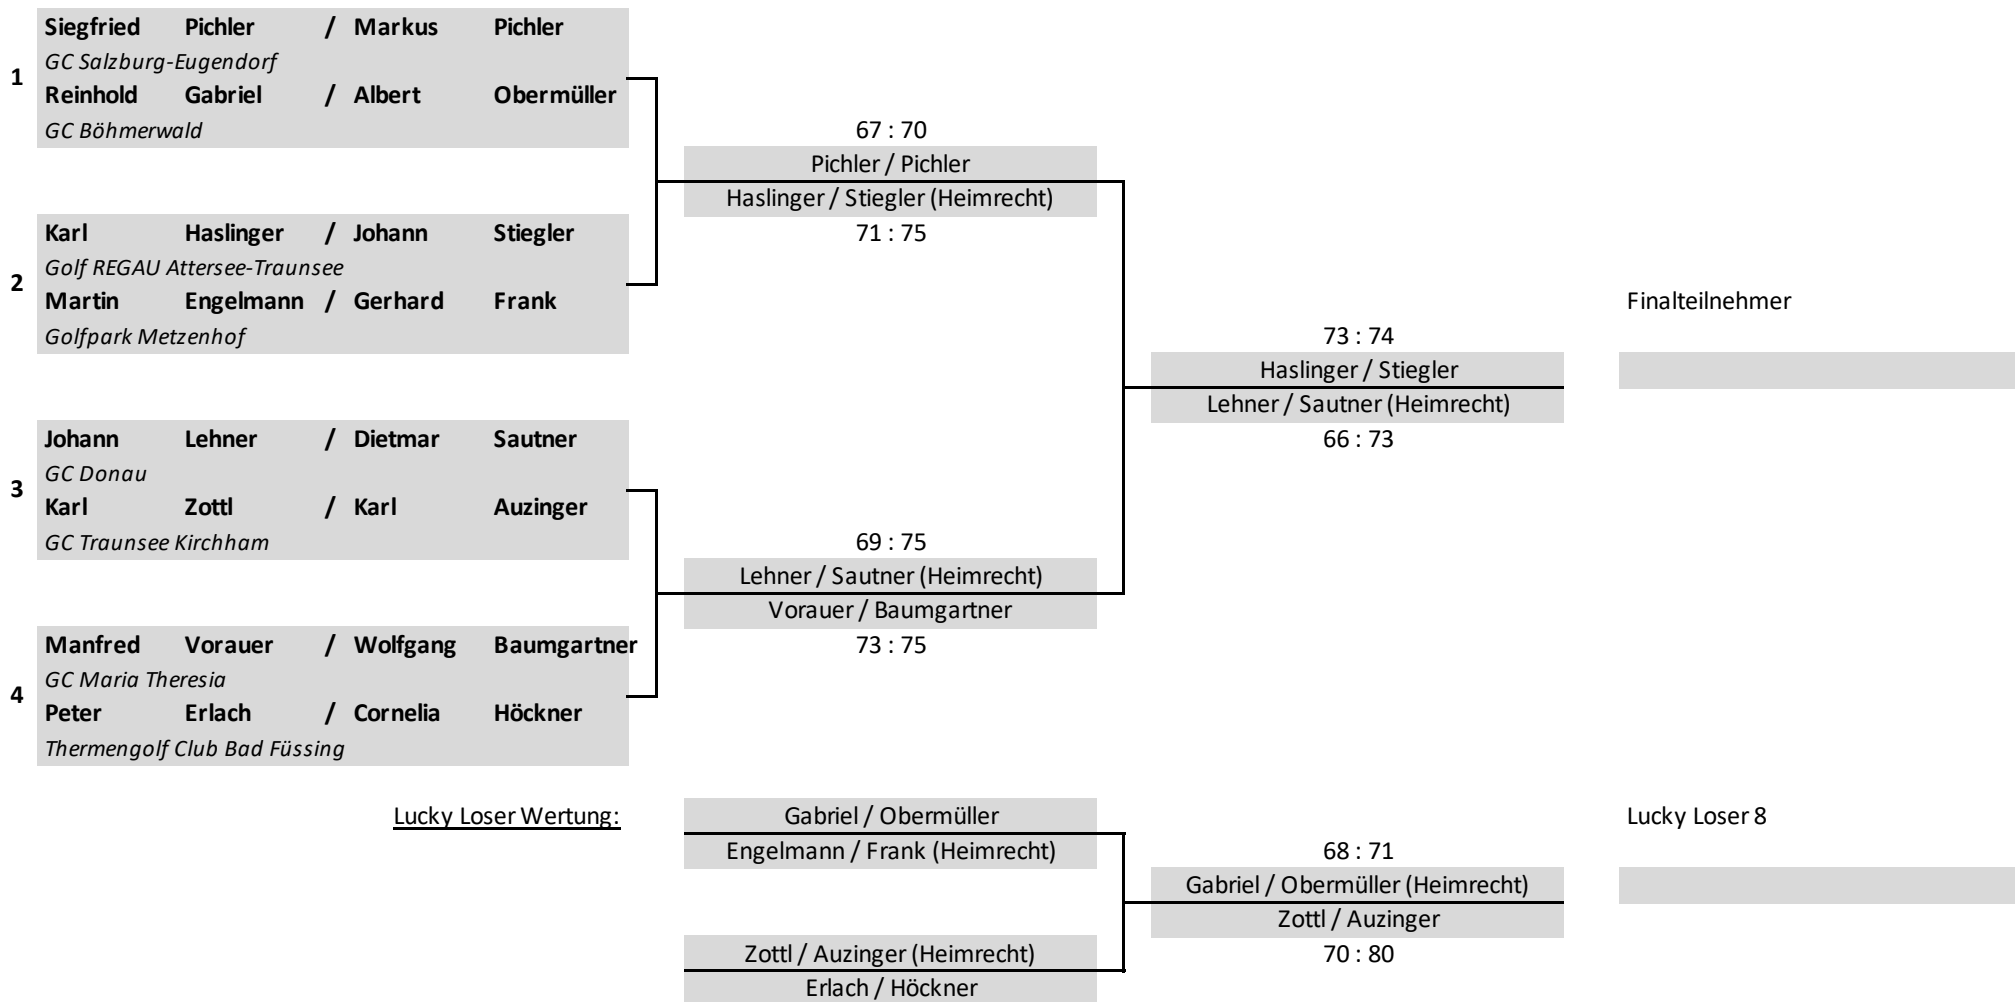 Siegfried Pichler / Markus Pichler
GC Salzburg-Eugendorf
1
Reinhold Gabriel / Albert Obermüller
GC Böhmerwald
67 : 70
Pichler / Pichler
Haslinger / Stiegler (Heimrecht)
71 : 75
Karl Haslinger / Johann Stiegler
Golf REGAU Attersee-Traunsee
2
Martin Engelmann / Gerhard Frank
Golfpark Metzenhof
Finalteilnehmer
73 : 74
Haslinger / Stiegler
Lehner / Sautner (Heimrecht)
66 : 73
Johann Lehner / Dietmar Sautner
GC Donau
3
Karl Zottl / Karl Auzinger
GC Traunsee Kirchham
69 : 75
Lehner / Sautner (Heimrecht)
Vorauer / Baumgartner
73 : 75
Manfred Vorauer / Wolfgang Baumgartner
GC Maria Theresia
4
Peter Erlach / Cornelia Höckner
Thermengolf Club Bad Füssing
Lucky Loser Wertung:
Gabriel / Obermüller
Engelmann / Frank (Heimrecht)
Lucky Loser 8
68 : 71
Gabriel / Obermüller (Heimrecht)
Zottl / Auzinger
70 : 80
Zottl / Auzinger (Heimrecht)
Erlach / Höckner